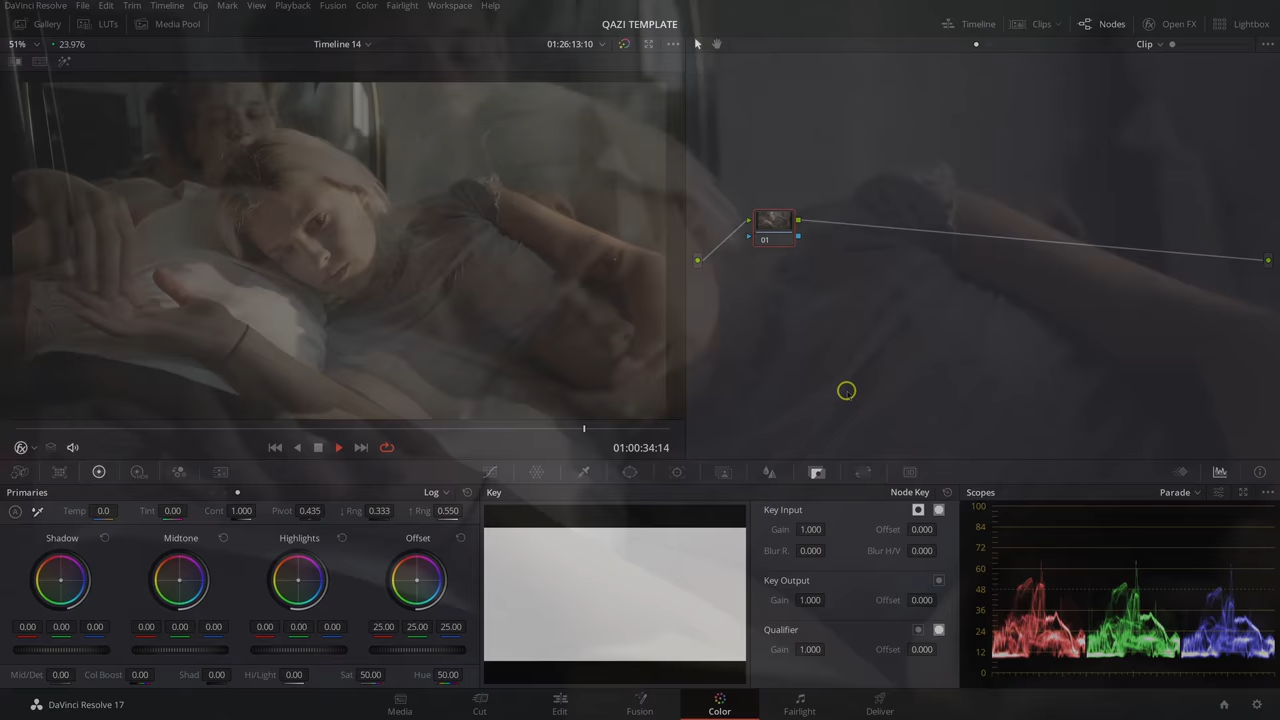 DaVinci Resolve File Edit Trim Timeline Clip Mark View Playback Fusion Color Fairlight Workspace Help
Gallery LUTs Media Pool QAZI TEMPLATE Timeline Clips Nodes Open FX Lightbox
51% 23.976 Timeline 14 01:26:13:10 Clip
01
01:00:34:14
Primaries Log Key Node Key Scopes Parade
Temp 0.0 Tint 0.00 Cont 1.000 Pivot 0.435 Rng 0.333 Rng 0.550
Shadow Midtone Highlights Offset
0.00 0.00 0.00 0.00 0.00 0.00 0.00 0.00 0.00 25.00 25.00 25.00
Mid/Det 0.00 Col Boost 0.00 Shad 0.00 Hi/Light 0.00 Sat 50.00 Hue 50.00
Key Input
Gain 1.000 Offset 0.000
Blur R. 0.000 Blur H/V 0.000
Key Output
Gain 1.000 Offset 0.000
Qualifier
Gain 1.000 Offset 0.000
100
84
72
60
48
36
24
12
0
DaVinci Resolve 17 Media Cut Edit Fusion Color Fairlight Deliver